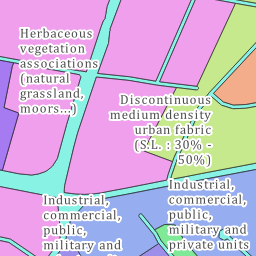 Herbaceous
vegetation
associations
(natural
grassland,
moors...)
Discontinuous
medium density
urban fabric
(S.L. : 30% -
50%)
Industrial,
commercial,
public,
military and
Industrial,
commercial,
public,
military and
private units